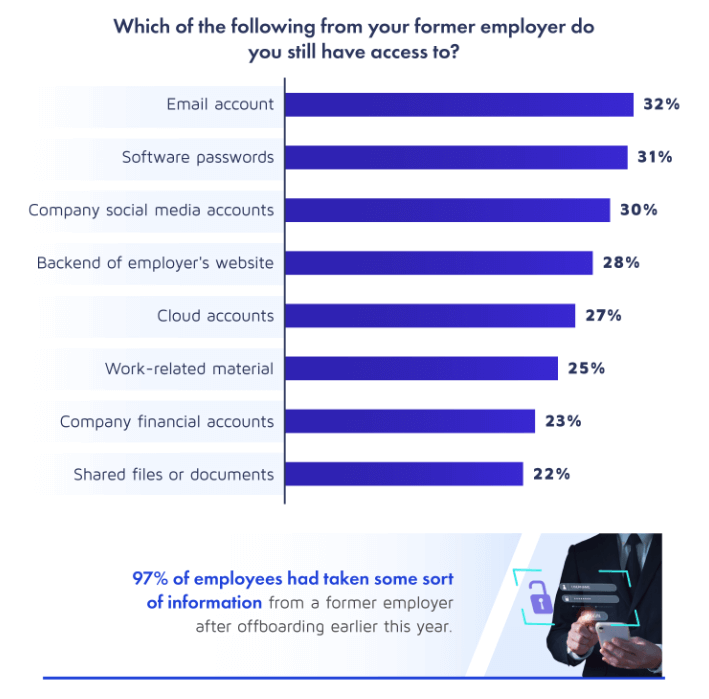 Which of the following from your former employer do
you still have access to?
Email account 32%
Software passwords 31%
Company social media accounts 30%
Backend of employer's website 28%
Cloud accounts 27%
Work-related material 25%
Company financial accounts 23%
Shared files or documents 22%
97% of employees had taken some sort
of information from a former employer
after offboarding earlier this year.